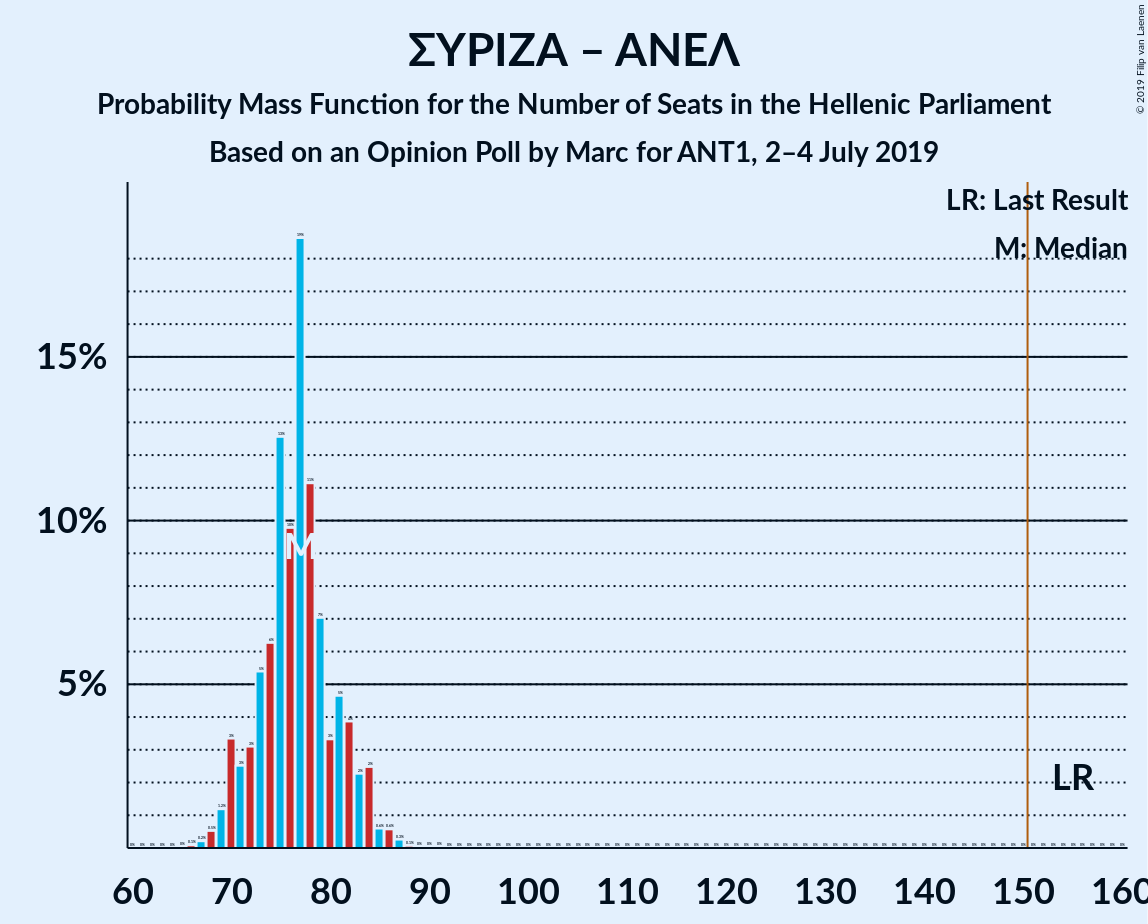 ΣΥΡΙΖΑ – ΑΝΕΛ
Probability Mass Function for the Number of Seats in the Hellenic Parliament
Based on an Opinion Poll by Marc for ANT1, 2–4 July 2019
© 2019 Filip van Laenen
LR: Last Result
M: Median
15%
10%
5%
M
LR
60 70 80 90 100 110 120 130 140 150 160